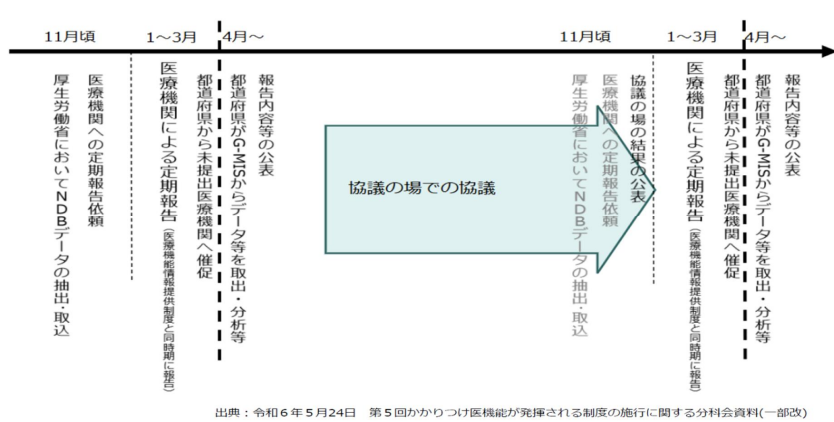 11月頃
1～3月
4月～
11月頃
1～3月
4月～
厚生労働省においてNDBデータの抽出・取込
医療機関への定期報告依頼
医療機関による定期報告(医療機能情報提供制度と同時期に報告)
都道府県から未提出医療機関へ催促
都道府県がG-MISからデータ等を取出・分析等
報告内容等の公表
協議の場での協議
厚生労働省においてNDBデータの抽出・取込
医療機関への定期報告依頼
協議の場の結果の公表
医療機関による定期報告(医療機能情報提供制度と同時期に報告)
都道府県から未提出医療機関へ催促
都道府県がG-MISからデータ等を取出・分析等
報告内容等の公表
出典：令和6年5月24日　第5回かかりつけ医機能が発揮される制度の施行に関する分科会資料(一部改)